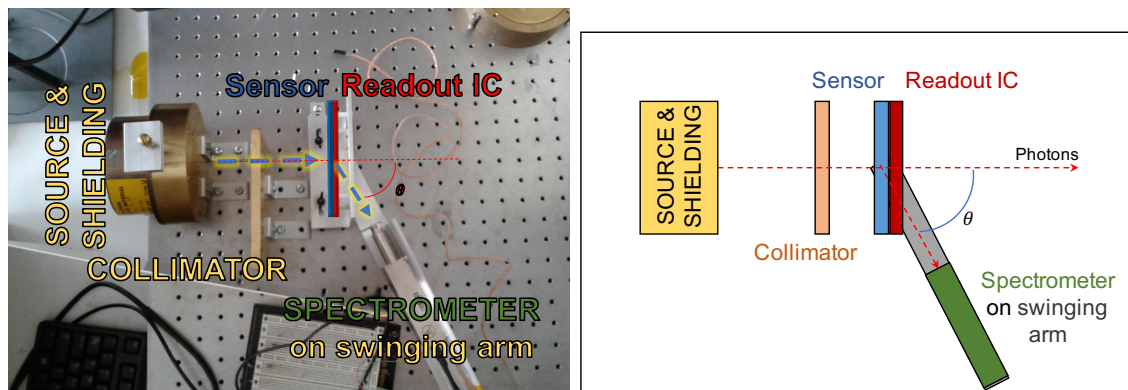 SOURCE &
SHIELDING
Sensor Readout IC
θ
COLLIMATOR
SPECTROMETER
on swinging arm
SOURCE &
SHIELDING
Sensor
Readout IC
Photons
θ
Collimator
Spectrometer
on swinging
arm